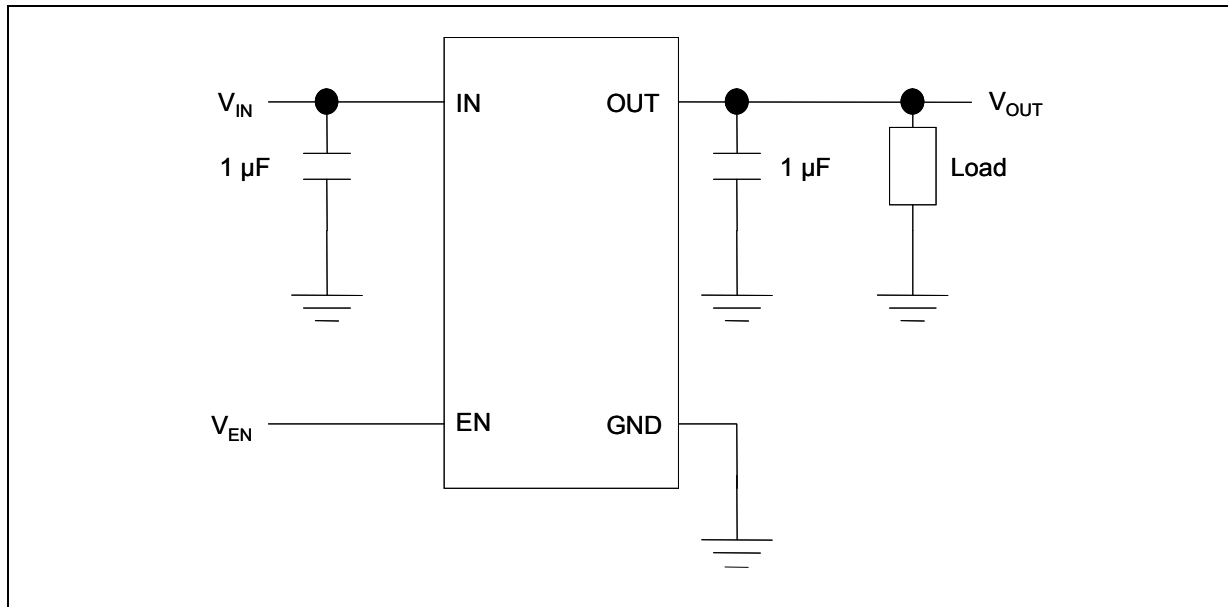 V_IN
IN
OUT
V_OUT
1 µF
1 µF
Load
V_EN
EN
GND